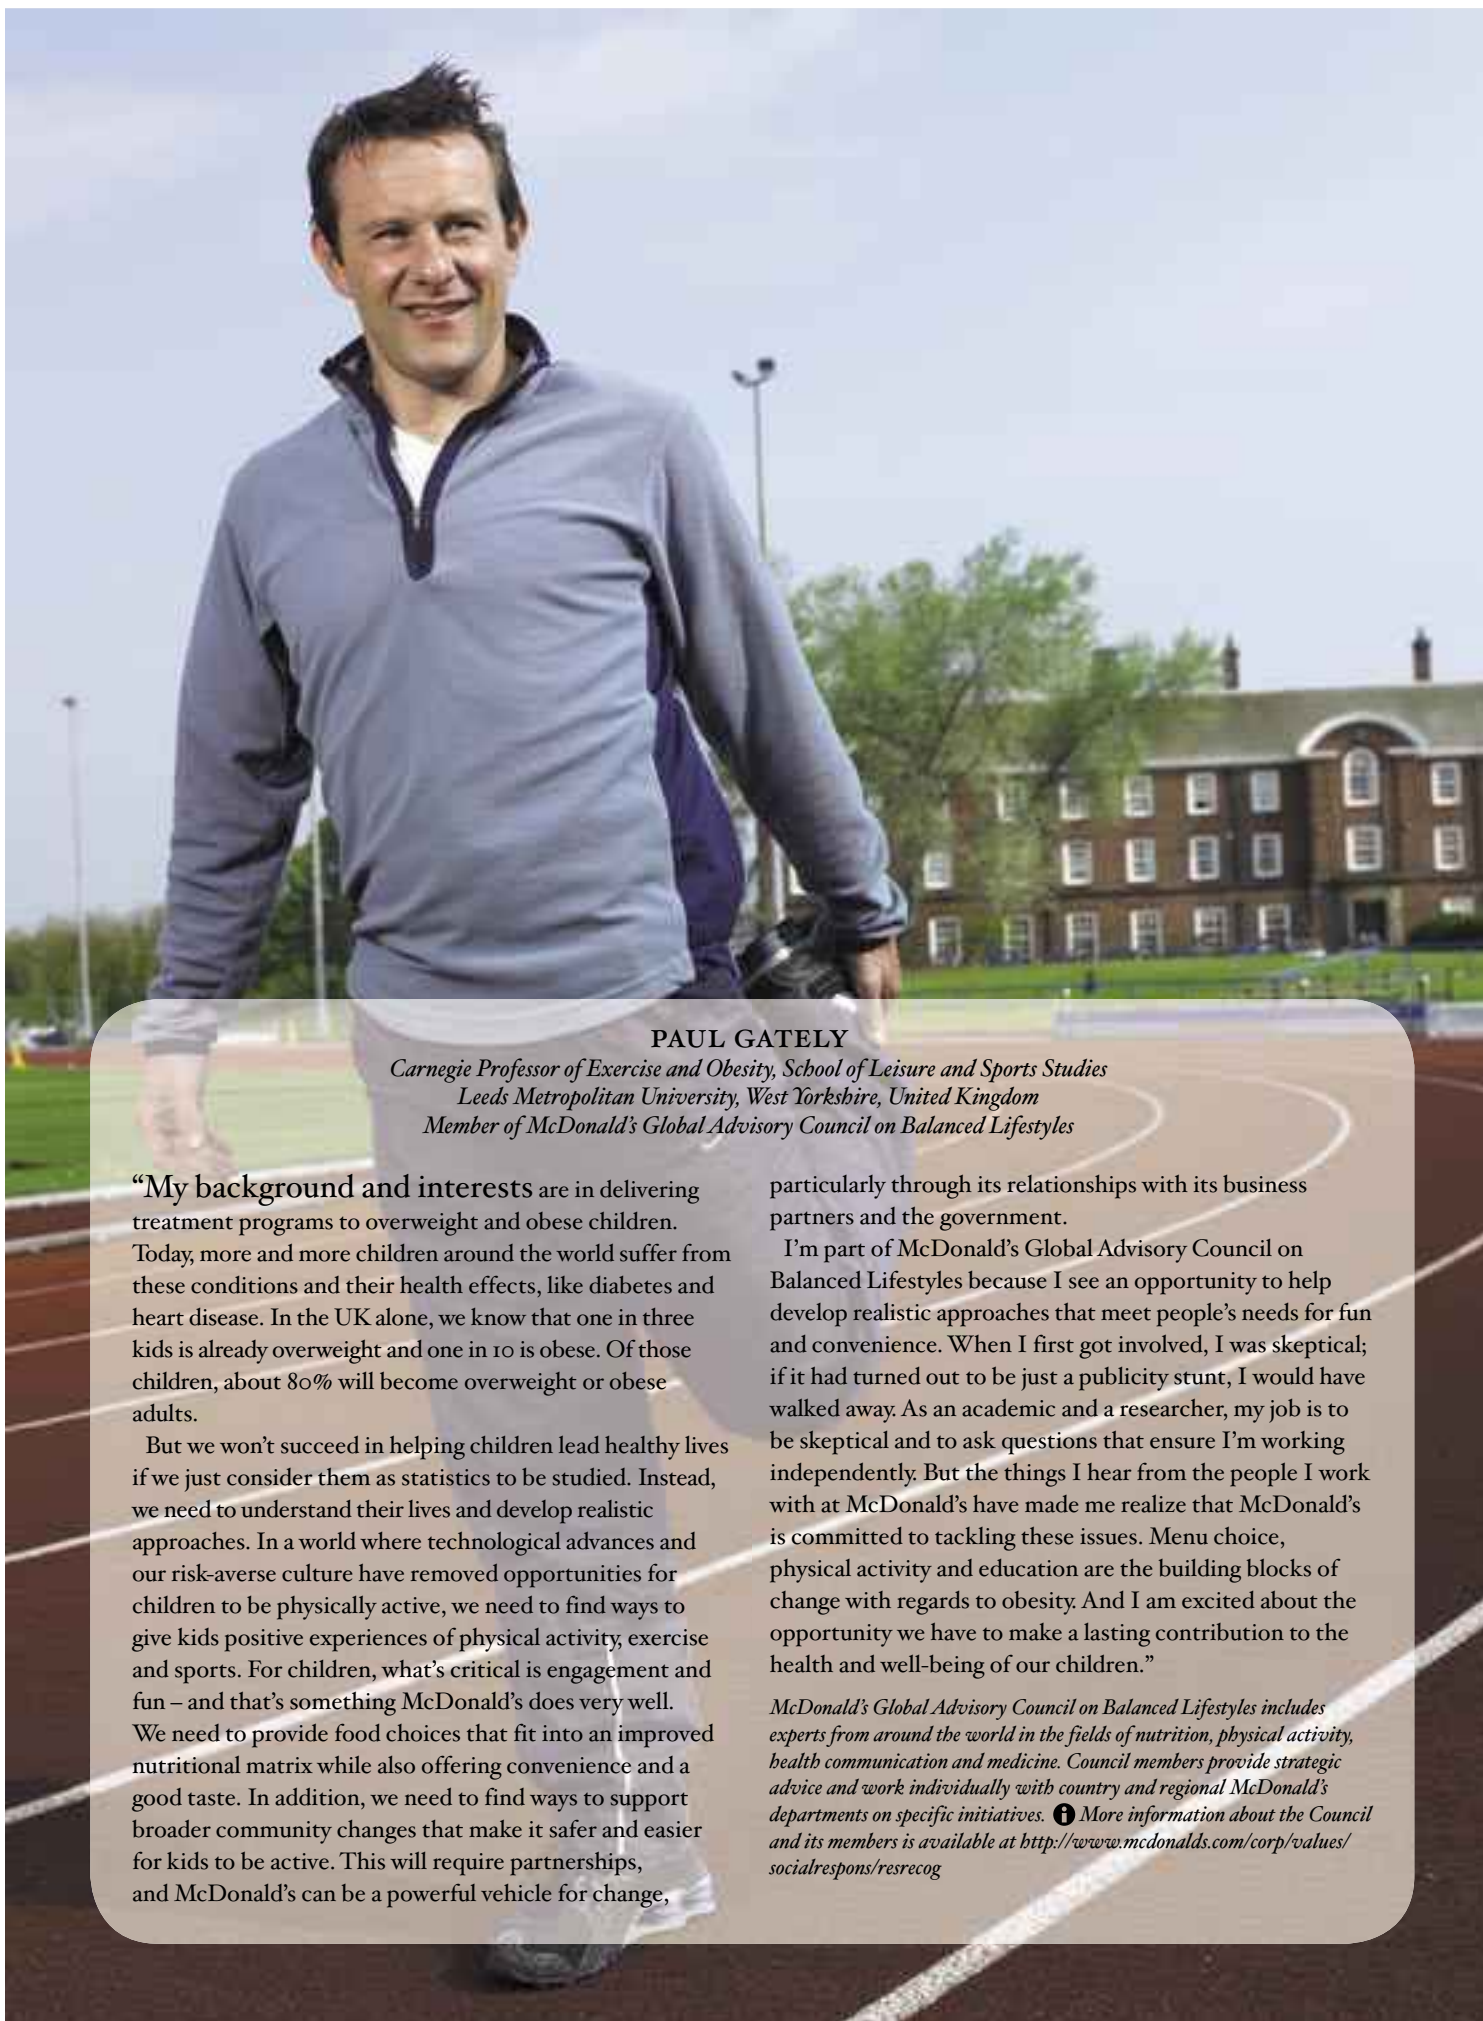 PAUL GATELY
Carnegie Professor of Exercise and Obesity, School of Leisure and Sports Studies
Leeds Metropolitan University, West Yorkshire, United Kingdom
Member of McDonald's Global Advisory Council on Balanced Lifestyles
“My background and interests are in delivering
treatment programs to overweight and obese children.
Today, more and more children around the world suffer from
these conditions and their health effects, like diabetes and
heart disease. In the UK alone, we know that one in three
kids is already overweight and one in 10 is obese. Of those
children, about 80% will become overweight or obese
adults.
But we won't succeed in helping children lead healthy lives
if we just consider them as statistics to be studied. Instead,
we need to understand their lives and develop realistic
approaches. In a world where technological advances and
our risk-averse culture have removed opportunities for
children to be physically active, we need to find ways to
give kids positive experiences of physical activity, exercise
and sports. For children, what's critical is engagement and
fun – and that's something McDonald's does very well.
We need to provide food choices that fit into an improved
nutritional matrix while also offering convenience and a
good taste. In addition, we need to find ways to support
broader community changes that make it safer and easier
for kids to be active. This will require partnerships,
and McDonald's can be a powerful vehicle for change,
particularly through its relationships with its business
partners and the government.
I'm part of McDonald's Global Advisory Council on
Balanced Lifestyles because I see an opportunity to help
develop realistic approaches that meet people's needs for fun
and convenience. When I first got involved, I was skeptical;
if it had turned out to be just a publicity stunt, I would have
walked away. As an academic and a researcher, my job is to
be skeptical and to ask questions that ensure I'm working
independently. But the things I hear from the people I work
with at McDonald's have made me realize that McDonald's
is committed to tackling these issues. Menu choice,
physical activity and education are the building blocks of
change with regards to obesity. And I am excited about the
opportunity we have to make a lasting contribution to the
health and well-being of our children.”
McDonald's Global Advisory Council on Balanced Lifestyles includes
experts from around the world in the fields of nutrition, physical activity,
health communication and medicine. Council members provide strategic
advice and work individually with country and regional McDonald's
departments on specific initiatives. i More information about the Council
and its members is available at http://www.mcdonalds.com/corp/values/
socialrespons/resrecog